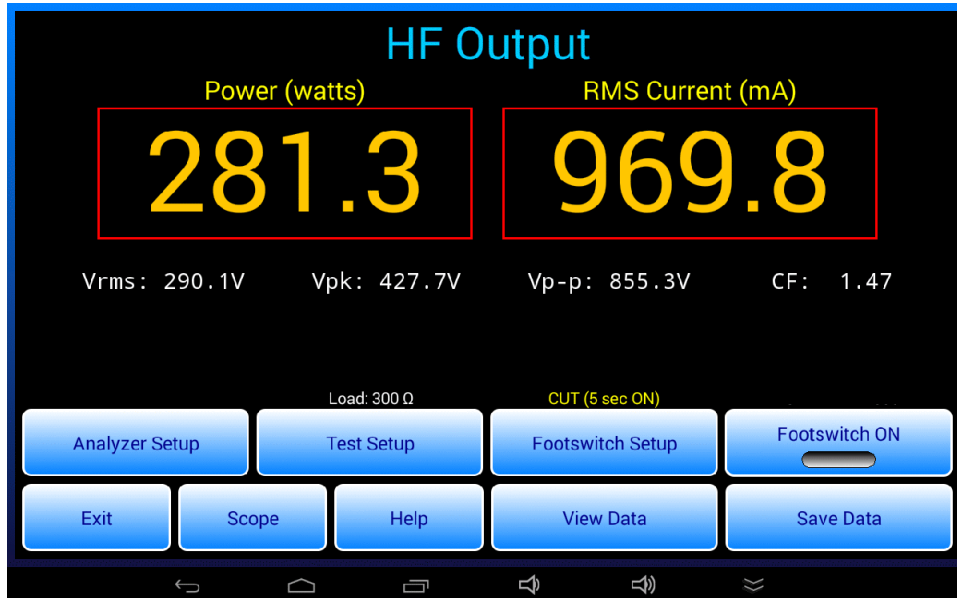 HF Output
Power (watts) RMS Current (mA)
281.3 969.8
Vrms: 290.1V Vpk: 427.7V Vp-p: 855.3V CF: 1.47
Load: 300 Ω CUT (5 sec ON)
Analyzer Setup Test Setup Footswitch Setup Footswitch ON
Exit Scope Help View Data Save Data